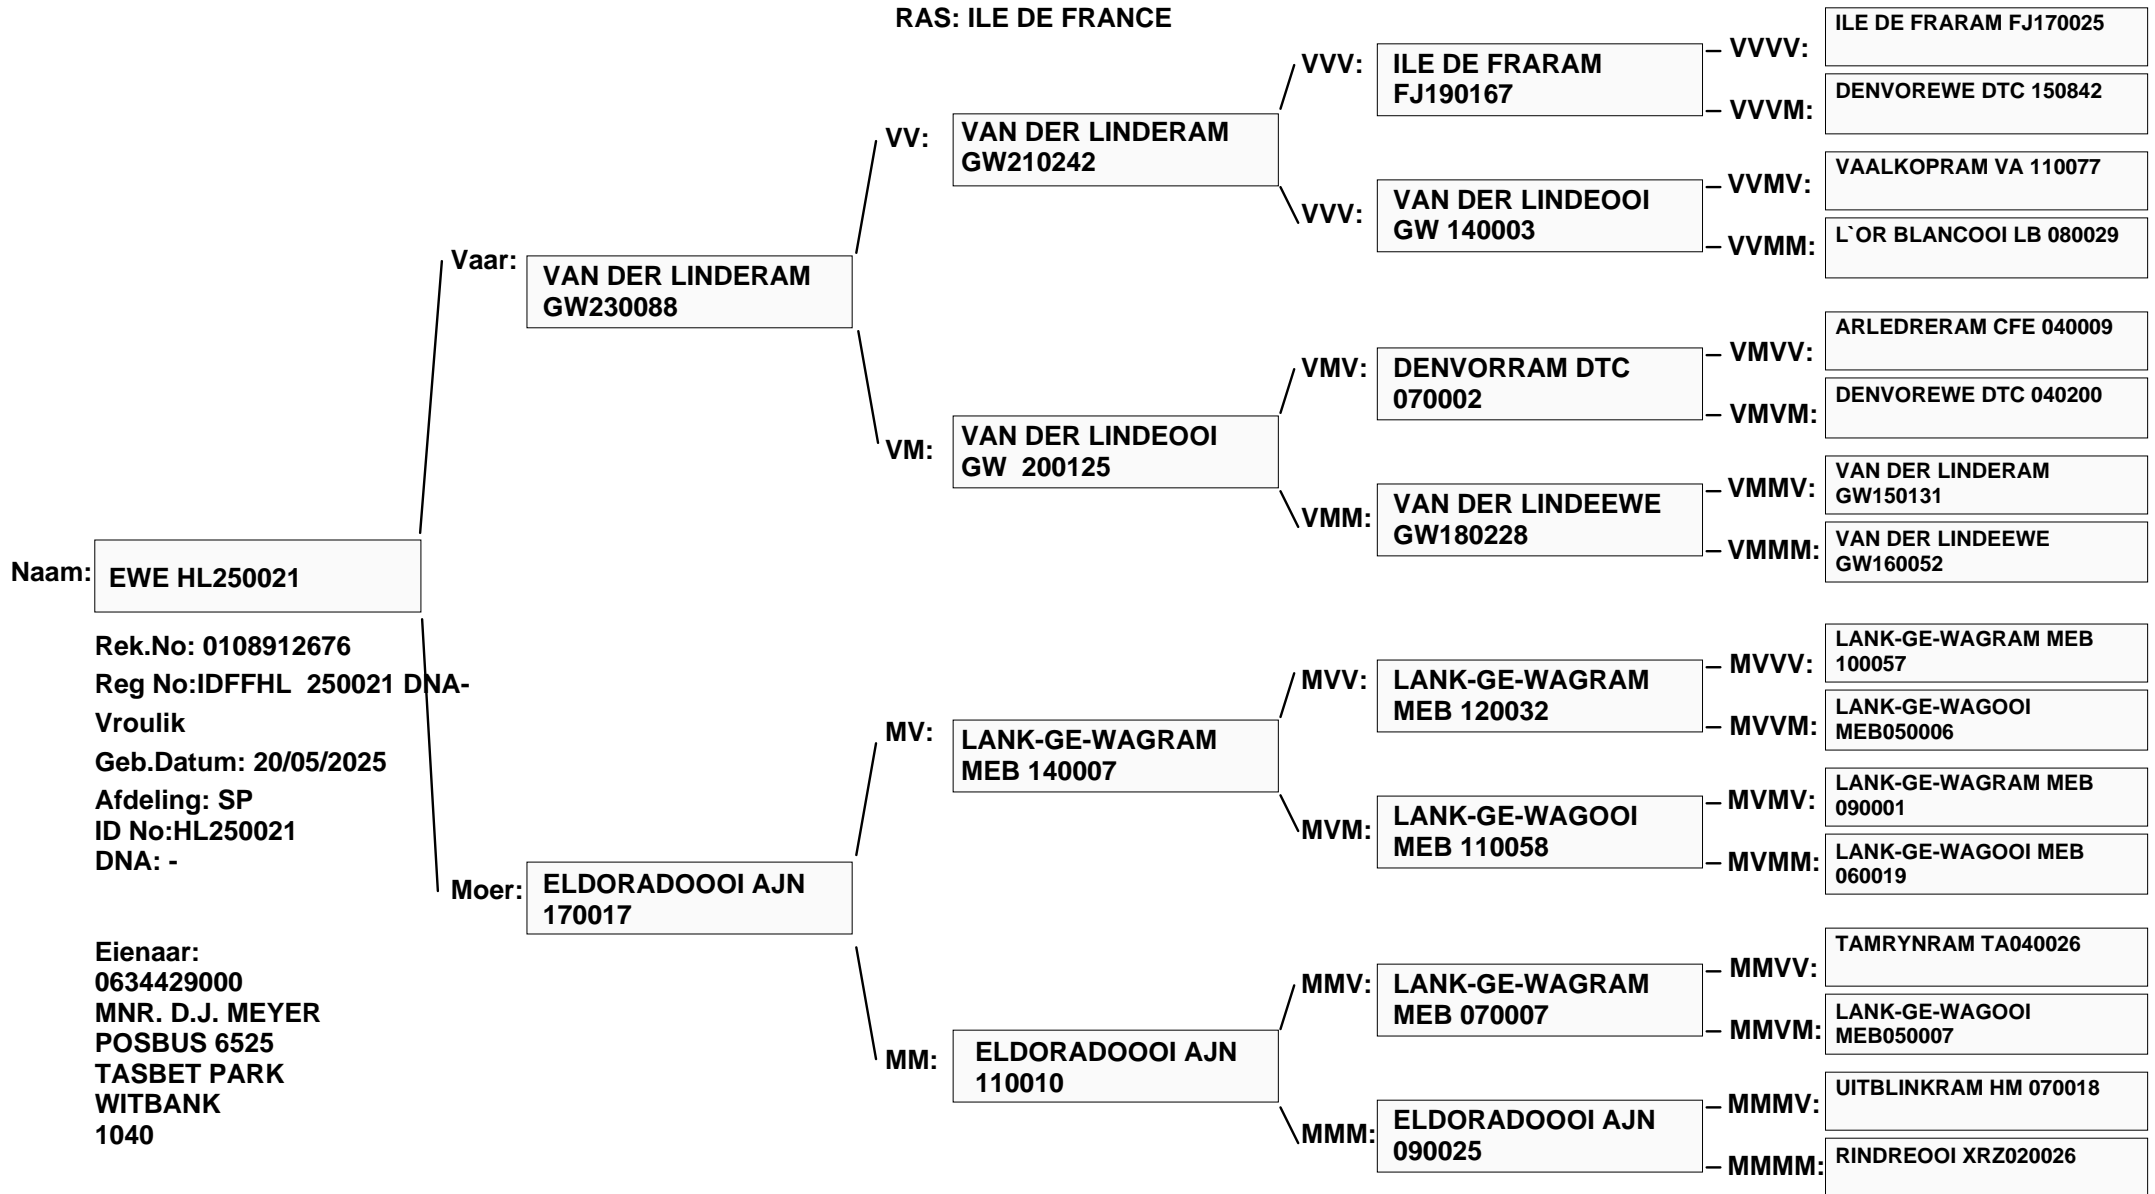 RAS: ILE DE FRANCE
Naam:
EWE HL250021
Rek.No: 0108912676
Reg No:IDFFHL  250021 DNA-
Vroulik
Geb.Datum: 20/05/2025
Afdeling: SP
ID No:HL250021
DNA: -
Eienaar:
0634429000
MNR. D.J. MEYER
POSBUS 6525
TASBET PARK
WITBANK
1040
Vaar:
VAN DER LINDERAM
GW230088
Moer:
ELDORADOOOI AJN
170017
VV:
VAN DER LINDERAM
GW210242
VM:
VAN DER LINDEOOI
GW  200125
MV:
LANK-GE-WAGRAM
MEB 140007
MM:
ELDORADOOOI AJN
110010
VVV:
ILE DE FRARAM
FJ190167
VVV:
VAN DER LINDEOOI
GW 140003
VMV:
DENVORRAM DTC
070002
VMM:
VAN DER LINDEEWE
GW180228
MVV:
LANK-GE-WAGRAM
MEB 120032
MVM:
LANK-GE-WAGOOI
MEB 110058
MMV:
LANK-GE-WAGRAM
MEB 070007
MMM:
ELDORADOOOI AJN
090025
VVVV:
ILE DE FRARAM FJ170025
VVVM:
DENVOREWE DTC 150842
VVMV:
VAALKOPRAM VA 110077
VVMM:
L`OR BLANCOOI LB 080029
VMVV:
ARLEDRERAM CFE 040009
VMVM:
DENVOREWE DTC 040200
VMMV:
VAN DER LINDERAM
GW150131
VMMM:
VAN DER LINDEEWE
GW160052
MVVV:
LANK-GE-WAGRAM MEB
100057
MVVM:
LANK-GE-WAGOOI
MEB050006
MVMV:
LANK-GE-WAGRAM MEB
090001
MVMM:
LANK-GE-WAGOOI MEB
060019
MMVV:
TAMRYNRAM TA040026
MMVM:
LANK-GE-WAGOOI
MEB050007
MMMV:
UITBLINKRAM HM 070018
MMMM:
RINDREOOI XRZ020026